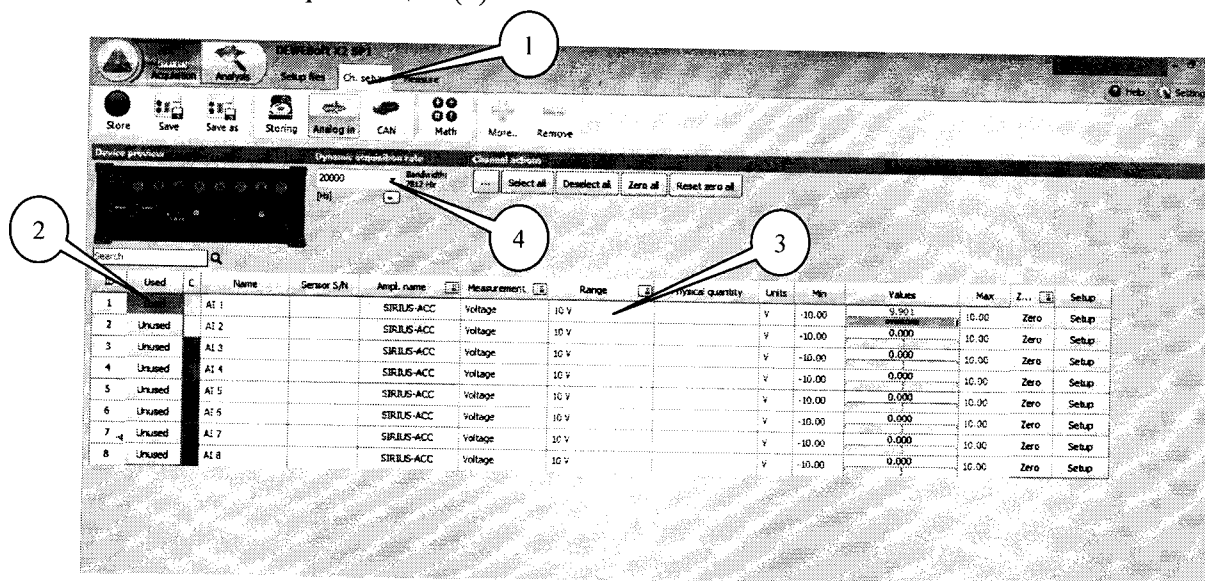 1
DEWESoft X2 SP1
Acquisition Analysis Setup files Ch. setup Measure
Help Setting
Store Save Save as Storing Analog in CAN Math More... Remove
Device preview Dynamic acquisition rate Channel actions
20000 Bandwidth: 7812 Hz ... Select all Deselect all Zero all Reset zero all
[Hz]
2 4 3
Search
ID Used C Name Sensor S/N Ampl. name Measurement Range Physical quantity Units Min Values Max Z... Setup
1 AI 1 SIRIUS-ACC Voltage 10 V V -10.00 9.901 10.00 Zero Setup
2 Unused AI 2 SIRIUS-ACC Voltage 10 V V -10.00 0.000 10.00 Zero Setup
3 Unused AI 3 SIRIUS-ACC Voltage 10 V V -10.00 0.000 10.00 Zero Setup
4 Unused AI 4 SIRIUS-ACC Voltage 10 V V -10.00 0.000 10.00 Zero Setup
5 Unused AI 5 SIRIUS-ACC Voltage 10 V V -10.00 0.000 10.00 Zero Setup
6 Unused AI 6 SIRIUS-ACC Voltage 10 V V -10.00 0.000 10.00 Zero Setup
7 Unused AI 7 SIRIUS-ACC Voltage 10 V V -10.00 0.000 10.00 Zero Setup
8 Unused AI 8 SIRIUS-ACC Voltage 10 V V -10.00 0.000 10.00 Zero Setup